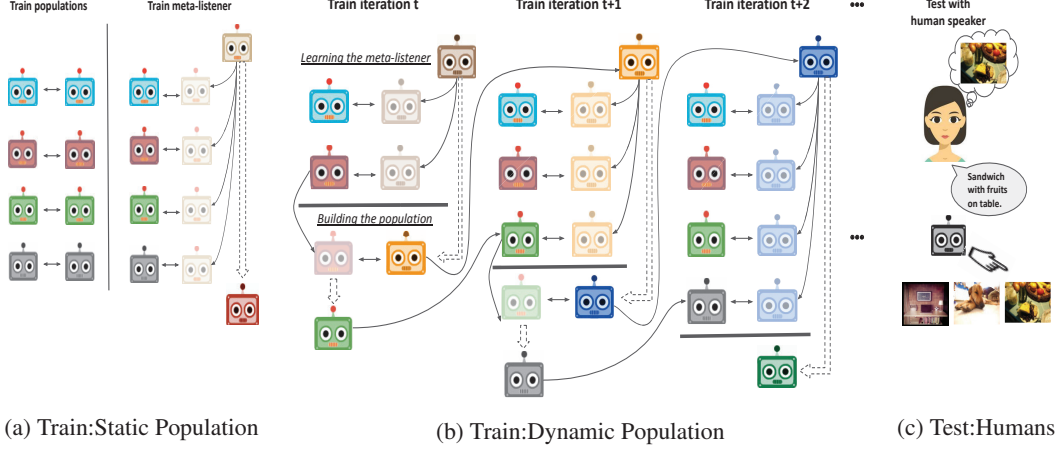 Train populations
Train meta-listener
Train iteration t
Train iteration t+1
Train iteration t+2
•••
Test with
human speaker
Learning the meta-listener
Building the population
•••
Sandwich
with fruits
on table.
(a) Train:Static Population
(b) Train:Dynamic Population
(c) Test:Humans